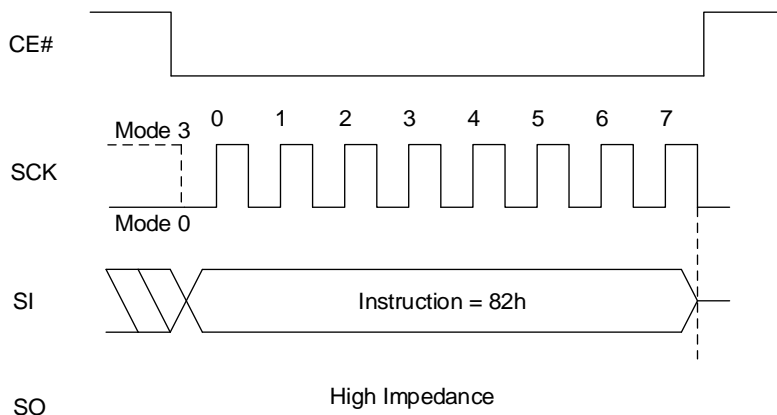 CE#
Mode 3
0 1 2 3 4 5 6 7
SCK
Mode 0
SI
Instruction = 82h
SO
High Impedance